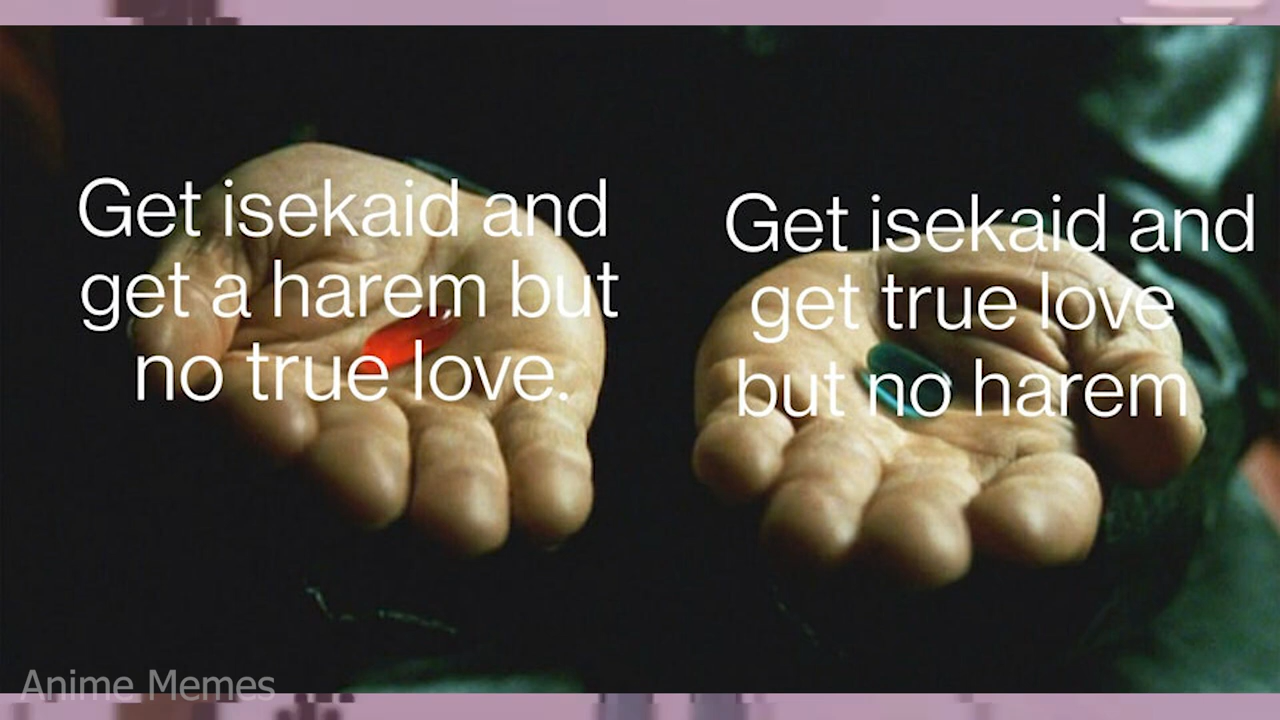 Get isekaid and
get a harem but
no true love.
Get isekaid and
get true love
but no harem
Anime Memes